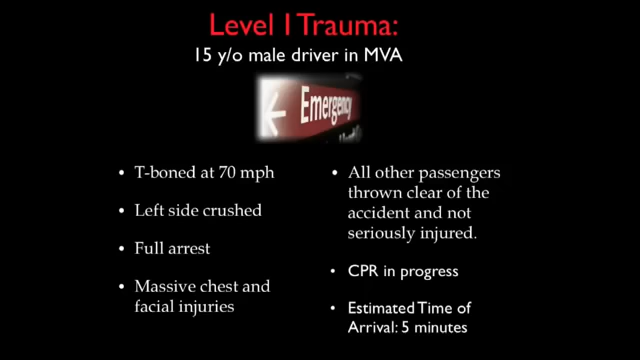 Level 1 Trauma:
15 y/o male driver in MVA
Emergency
• T-boned at 70 mph
• Left side crushed
• Full arrest
• Massive chest and
facial injuries
• All other passengers
thrown clear of the
accident and not
seriously injured.
• CPR in progress
• Estimated Time of
Arrival: 5 minutes